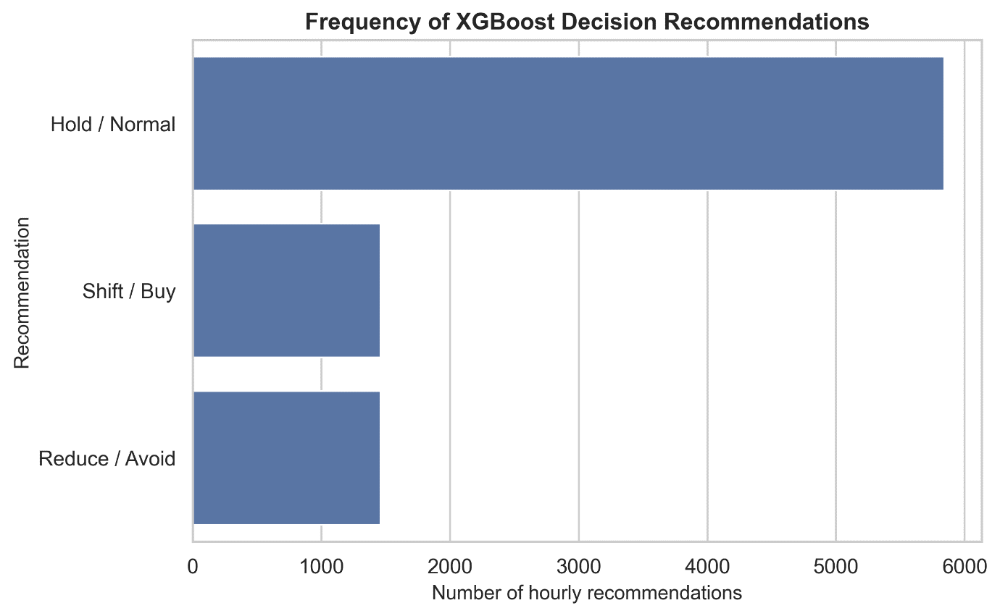 Frequency of XGBoost Decision Recommendations
Hold / Normal
Shift / Buy
Reduce / Avoid
Recommendation
0 1000 2000 3000 4000 5000 6000
Number of hourly recommendations